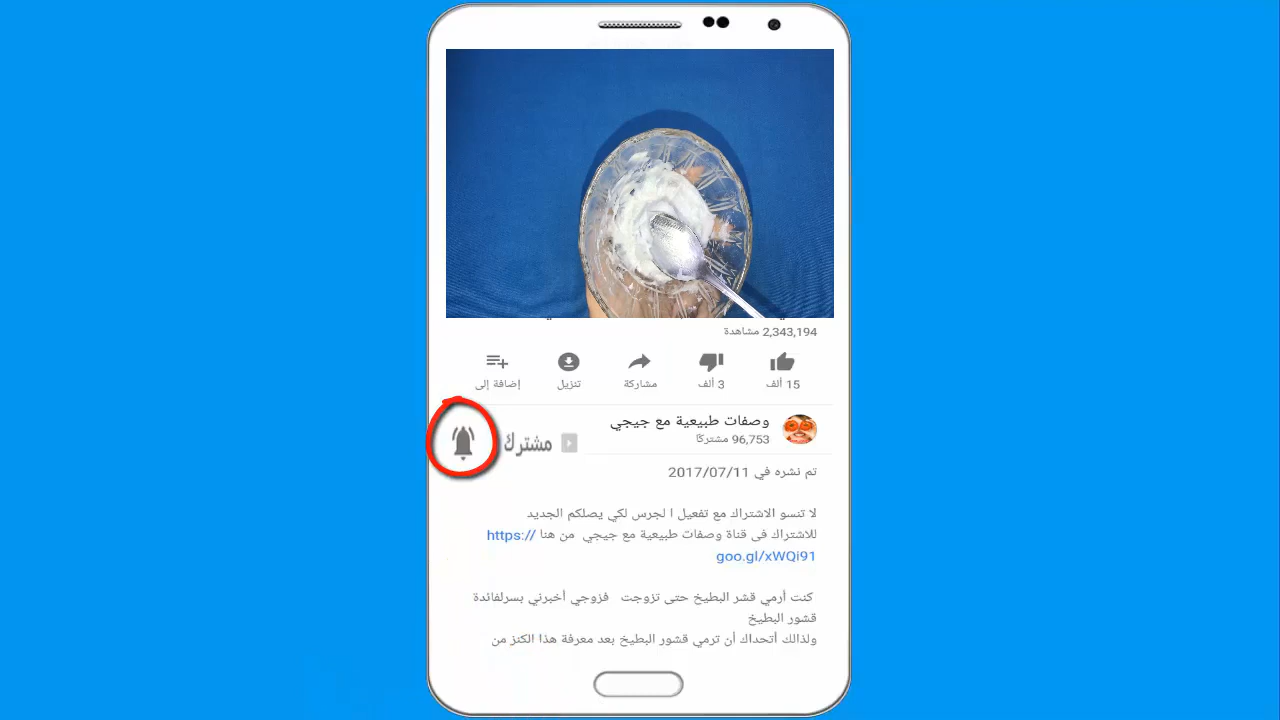 2,343,194 مشاهدة
15 ألف
3 ألف
مشاركة
تنزيل
إضافة إلى
وصفات طبيعية مع جيجي
96,753 مشتركًا
مشترك
تم نشره في 2017/07/11
لا تنسو الاشتراك مع تفعيل ا لجرس لكي يصلكم الجديد
للاشتراك فى قناة وصفات طبيعية مع جيجي من هنا https://
goo.gl/xWQi91
كنت أرمي قشر البطيخ حتى تزوجت فزوجي أخبرني بسرلفائدة
قشور البطيخ
ولذالك أتحداك أن ترمي قشور البطيخ بعد معرفة هذا الكنز من